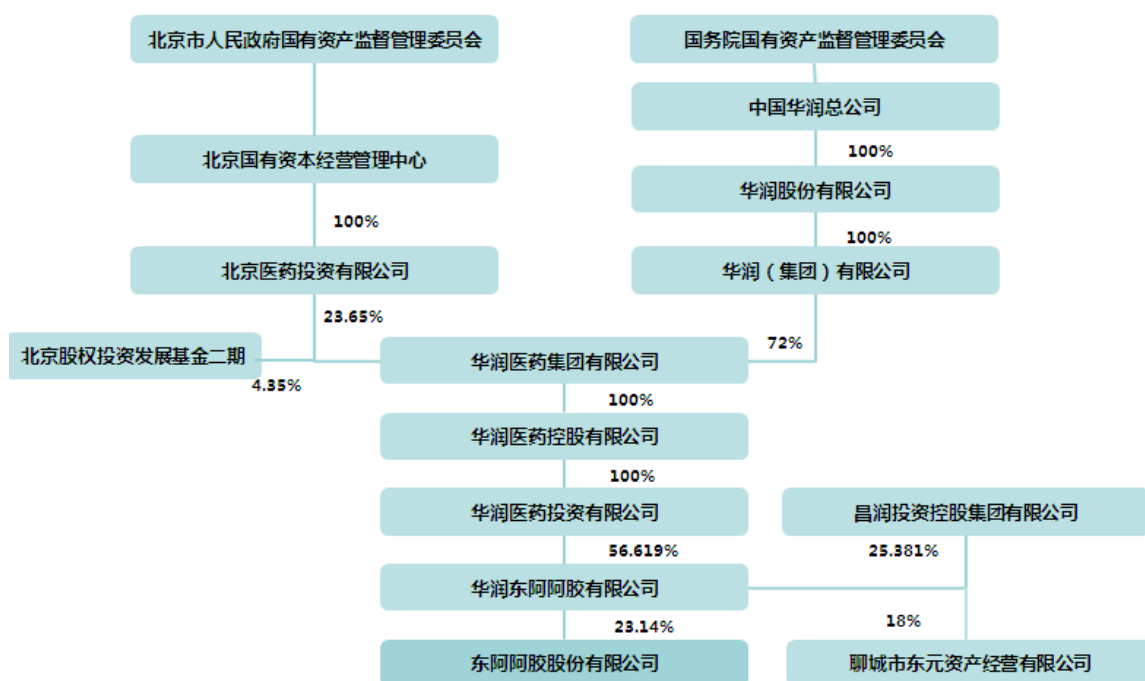 北京市人民政府国有资产监督管理委员会
国务院国有资产监督管理委员会
中国华润总公司
100%
北京国有资本经营管理中心
华润股份有限公司
100%
100%
北京医药投资有限公司
华润（集团）有限公司
23.65%
72%
北京股权投资发展基金二期
华润医药集团有限公司
4.35%
100%
华润医药控股有限公司
100%
华润医药投资有限公司
昌润投资控股集团有限公司
56.619%
25.381%
华润东阿阿胶有限公司
23.14%
18%
东阿阿胶股份有限公司
聊城市东元资产经营有限公司